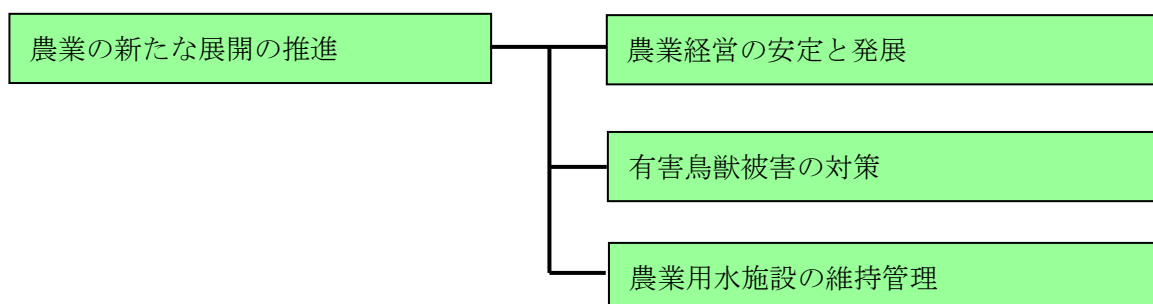 農業の新たな展開の推進
農業経営の安定と発展
有害鳥獣被害の対策
農業用水施設の維持管理